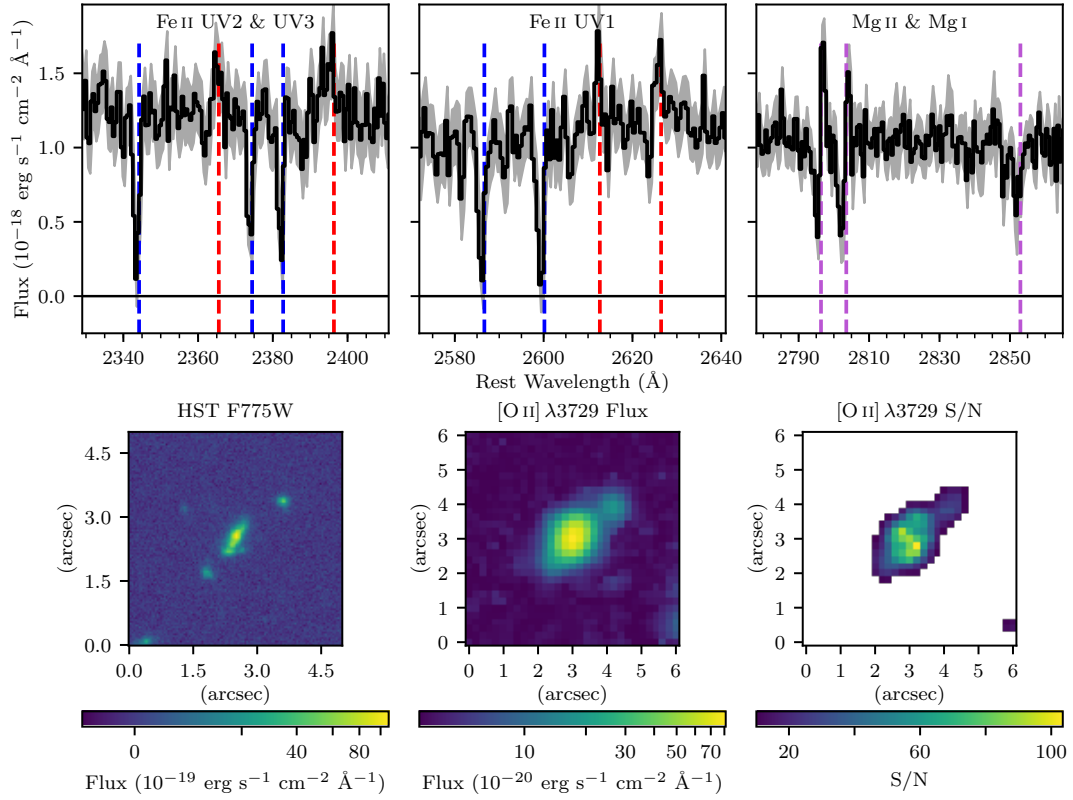 Fe II UV2 & UV3
Fe II UV1
Mg II & Mg I
Flux (10⁻¹⁸ erg s⁻¹ cm⁻² Å⁻¹)
1.5
1.0
0.5
0.0
2340 2360 2380 2400
2580 2600 2620 2640
2790 2810 2830 2850
Rest Wavelength (Å)
HST F775W
[O II] λ3729 Flux
[O II] λ3729 S/N
(arcsec)
4.5
3.0
1.5
0.0
0.0 1.5 3.0 4.5
(arcsec)
(arcsec)
6
5
4
3
2
1
0
0 1 2 3 4 5 6
(arcsec)
(arcsec)
6
5
4
3
2
1
0
0 1 2 3 4 5 6
(arcsec)
0 40 80
Flux (10⁻¹⁹ erg s⁻¹ cm⁻² Å⁻¹)
10 30 50 70
Flux (10⁻²⁰ erg s⁻¹ cm⁻² Å⁻¹)
20 60 100
S/N